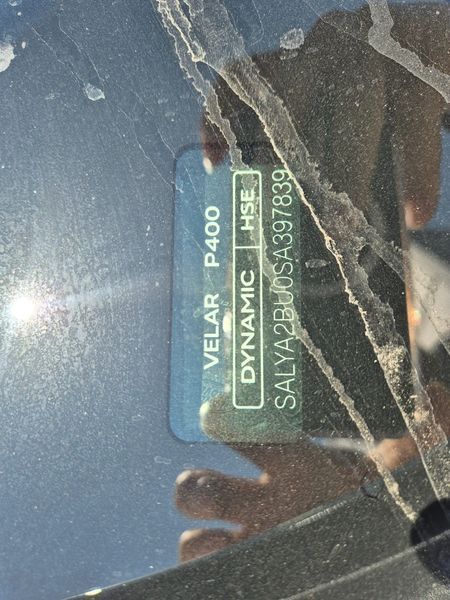 VELAR P400
DYNAMIC HSE
SALYA2BU0SA397839